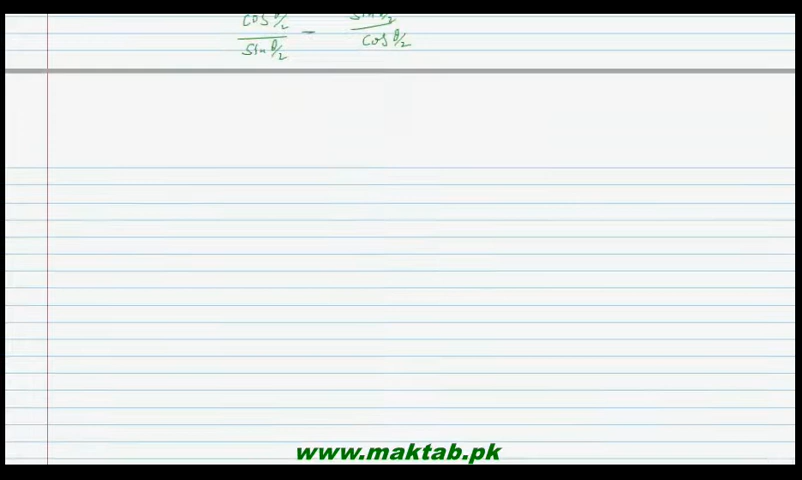 cos θ/2 / sin θ/2 - sin θ/2 / cos θ/2
www.maktab.pk